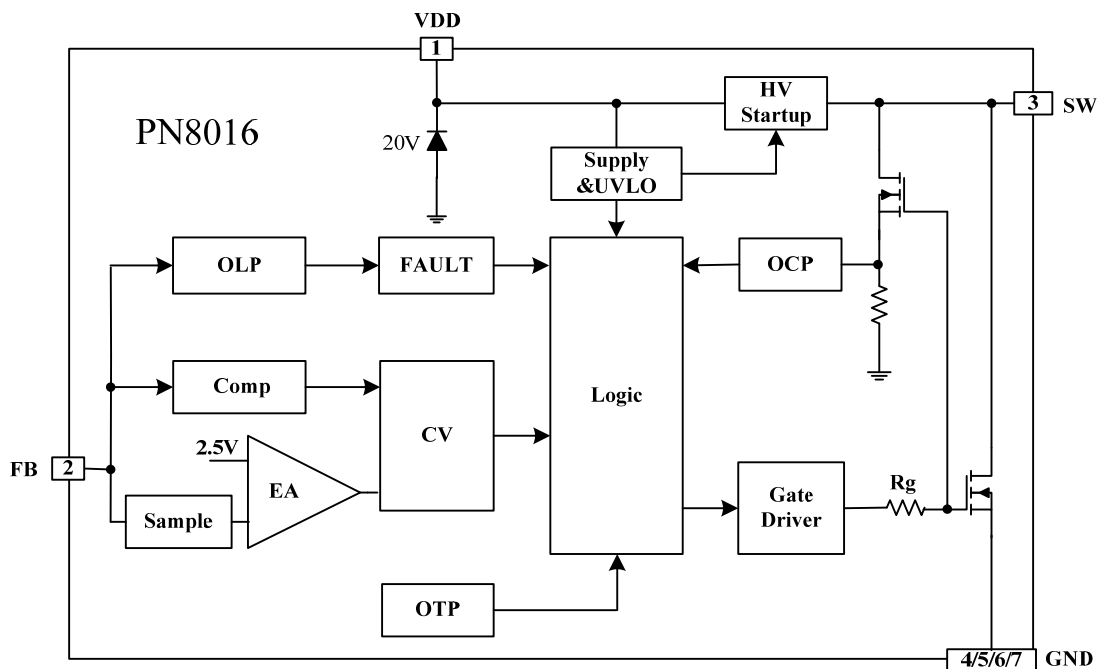 VDD
1
HV
Startup
3
SW
PN8016
20V
Supply
&UVLO
OLP
FAULT
OCP
Logic
Comp
CV
2.5V
FB
2
EA
Sample
Gate
Driver
Rg
OTP
4/5/6/7
GND